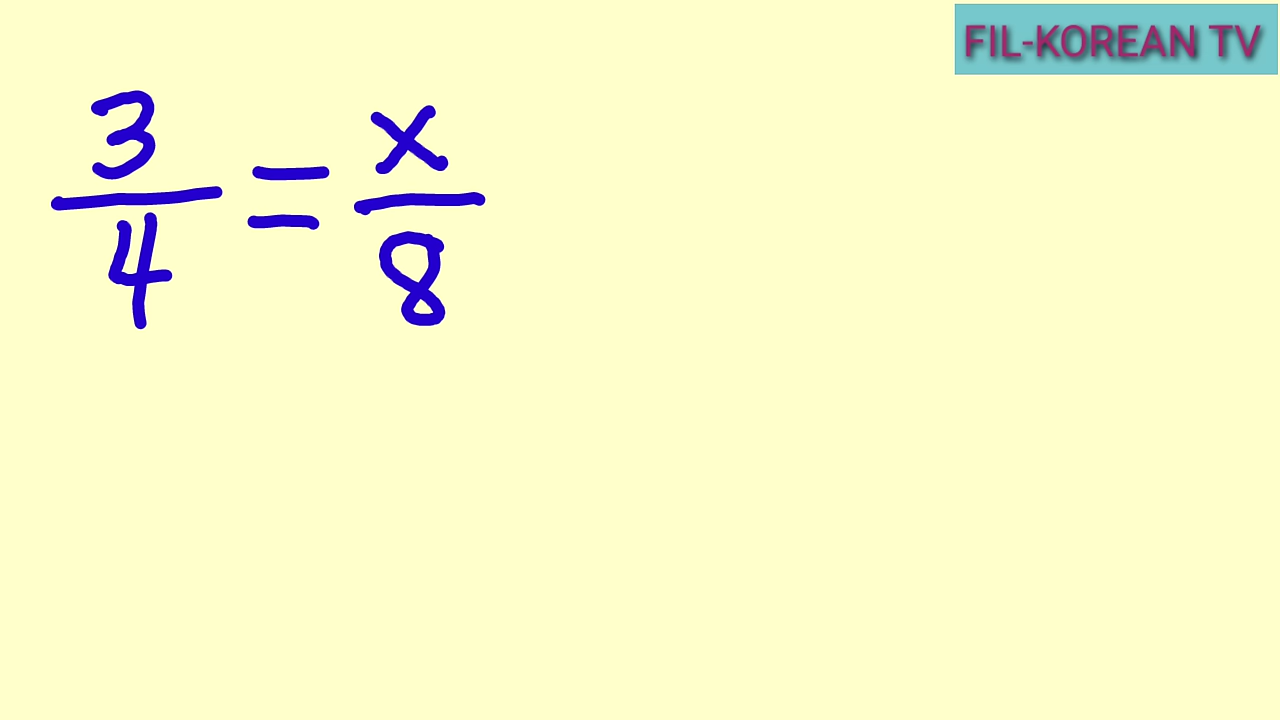 FIL-KOREAN TV
3/4 = x/8